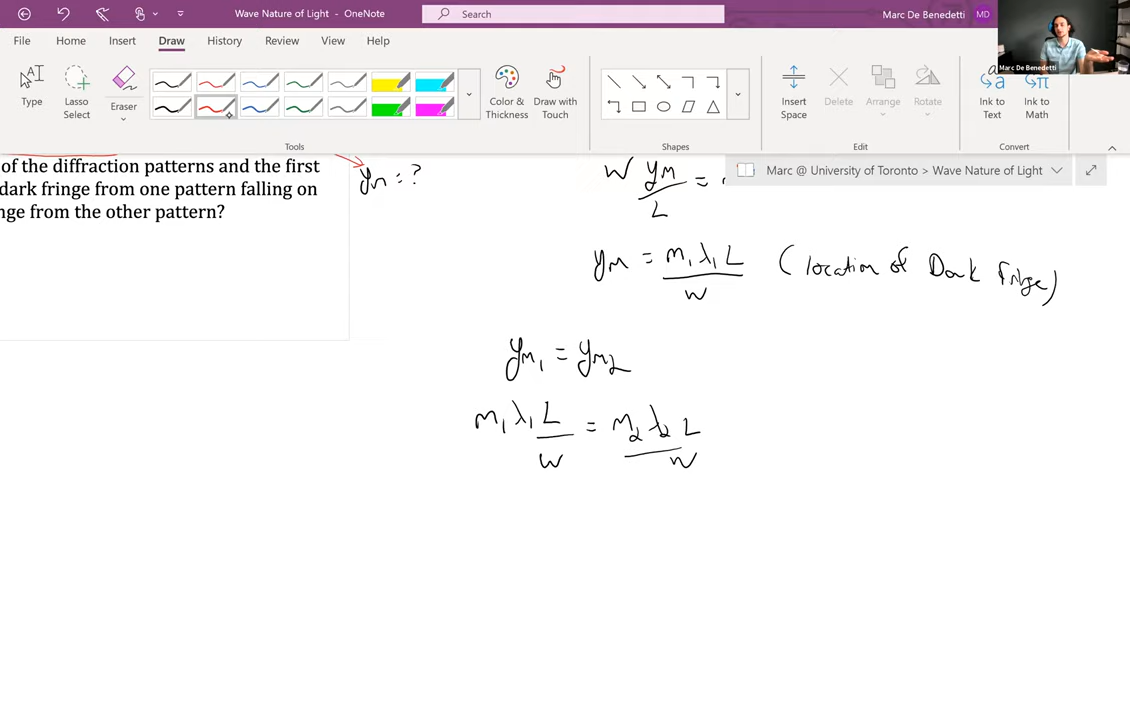 Wave Nature of Light - OneNote
Search
Marc De Benedetti MD
Marc De Benedetti
File Home Insert Draw History Review View Help
Type
Lasso Select
Eraser
Color & Thickness
Draw with Touch
Insert Space
Delete
Arrange
Rotate
Ink to Text
Ink to Math
Tools
Shapes
Edit
Convert
Marc @ University of Toronto > Wave Nature of Light
of the diffraction patterns and the first
dark fringe from one pattern falling on
nge from the other pattern?
ym = ?
W ym/L =
ym = m₁λ₁L/W (location of Dark fringe)
ym₁ = ym₂
m₁λ₁L/W = m₂λ₂L/W